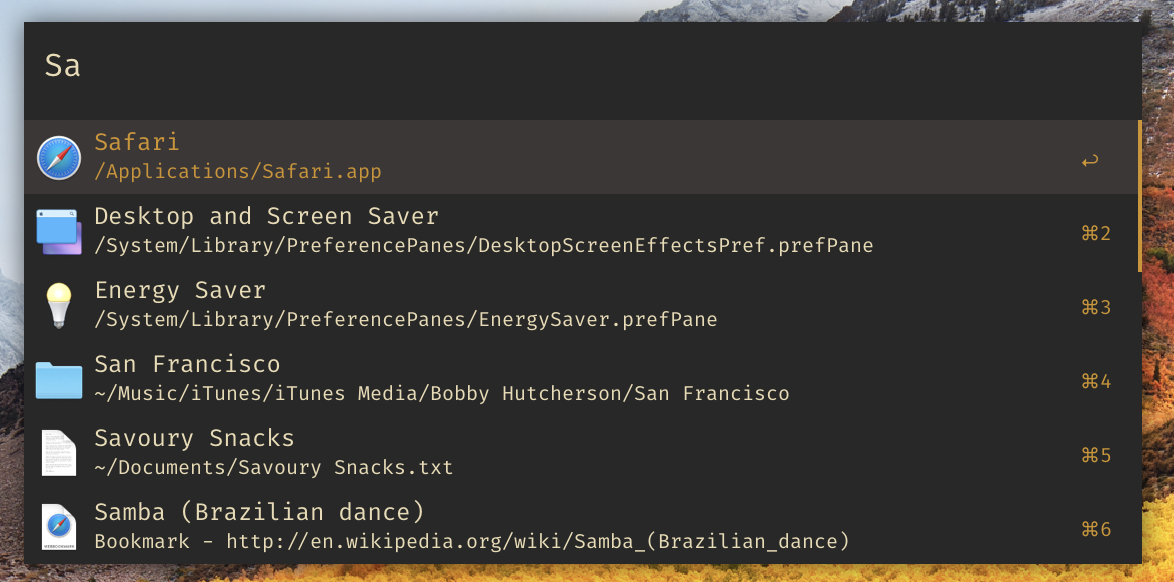 Sa
Safari
/Applications/Safari.app
↩
Desktop and Screen Saver
/System/Library/PreferencePanes/DesktopScreenEffectsPref.prefPane
⌘2
Energy Saver
/System/Library/PreferencePanes/EnergySaver.prefPane
⌘3
San Francisco
~/Music/iTunes/iTunes Media/Bobby Hutcherson/San Francisco
⌘4
Savoury Snacks
~/Documents/Savoury Snacks.txt
⌘5
Samba (Brazilian dance)
Bookmark - http://en.wikipedia.org/wiki/Samba_(Brazilian_dance)
⌘6